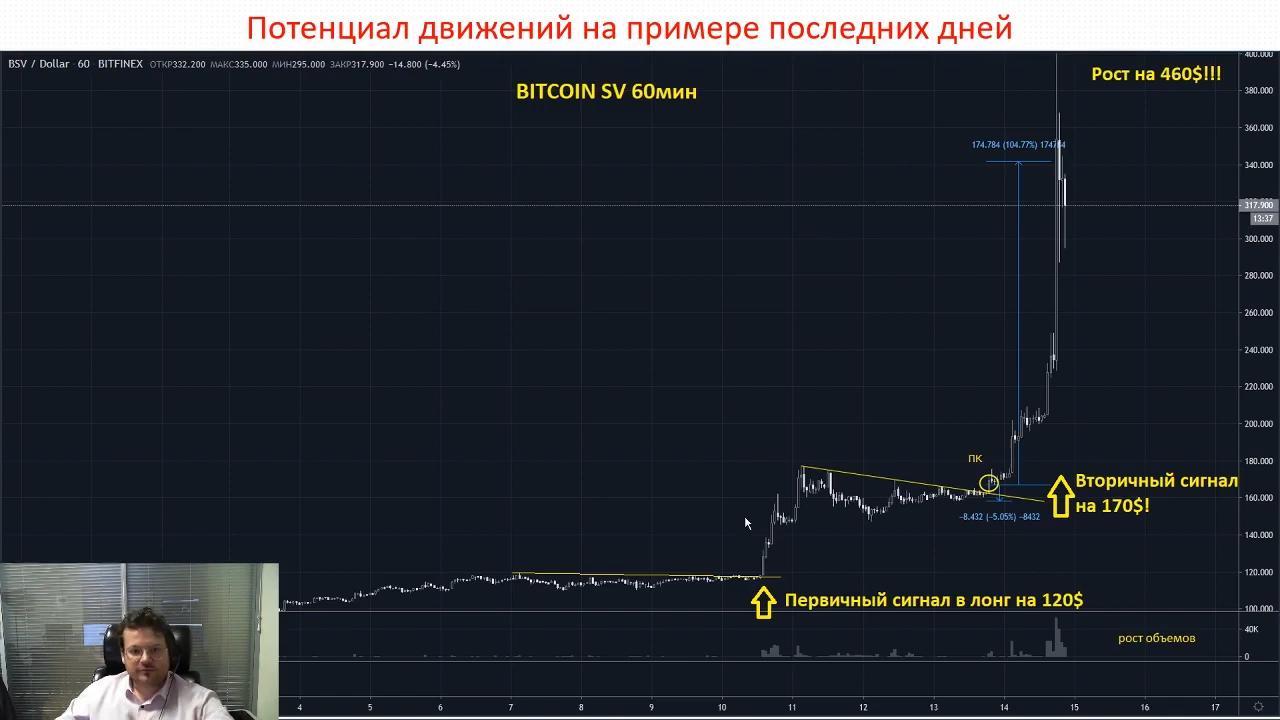 Потенциал движений на примере последних дней
BSV / Dollar 60 BITFINEX ОТКР332.200 МАКС335.000 МИН295.000 ЗАКР317.900 −14.800 (−4.45%)
BITCOIN SV 60мин
Рост на 460$!!!
400.000
380.000
360.000
174.784 (104.77%)
340.000
317.900
13:37
300.000
280.000
260.000
240.000
220.000
200.000
180.000
ПК
160.000
Вторичный сигнал
на 170$!
−8.432 (−5.05%) −8432
140.000
120.000
100.000
Первичный сигнал в лонг на 120$
40K
рост объемов
0
4 5 6 7 8 9 10 11 12 13 14 15 16 17